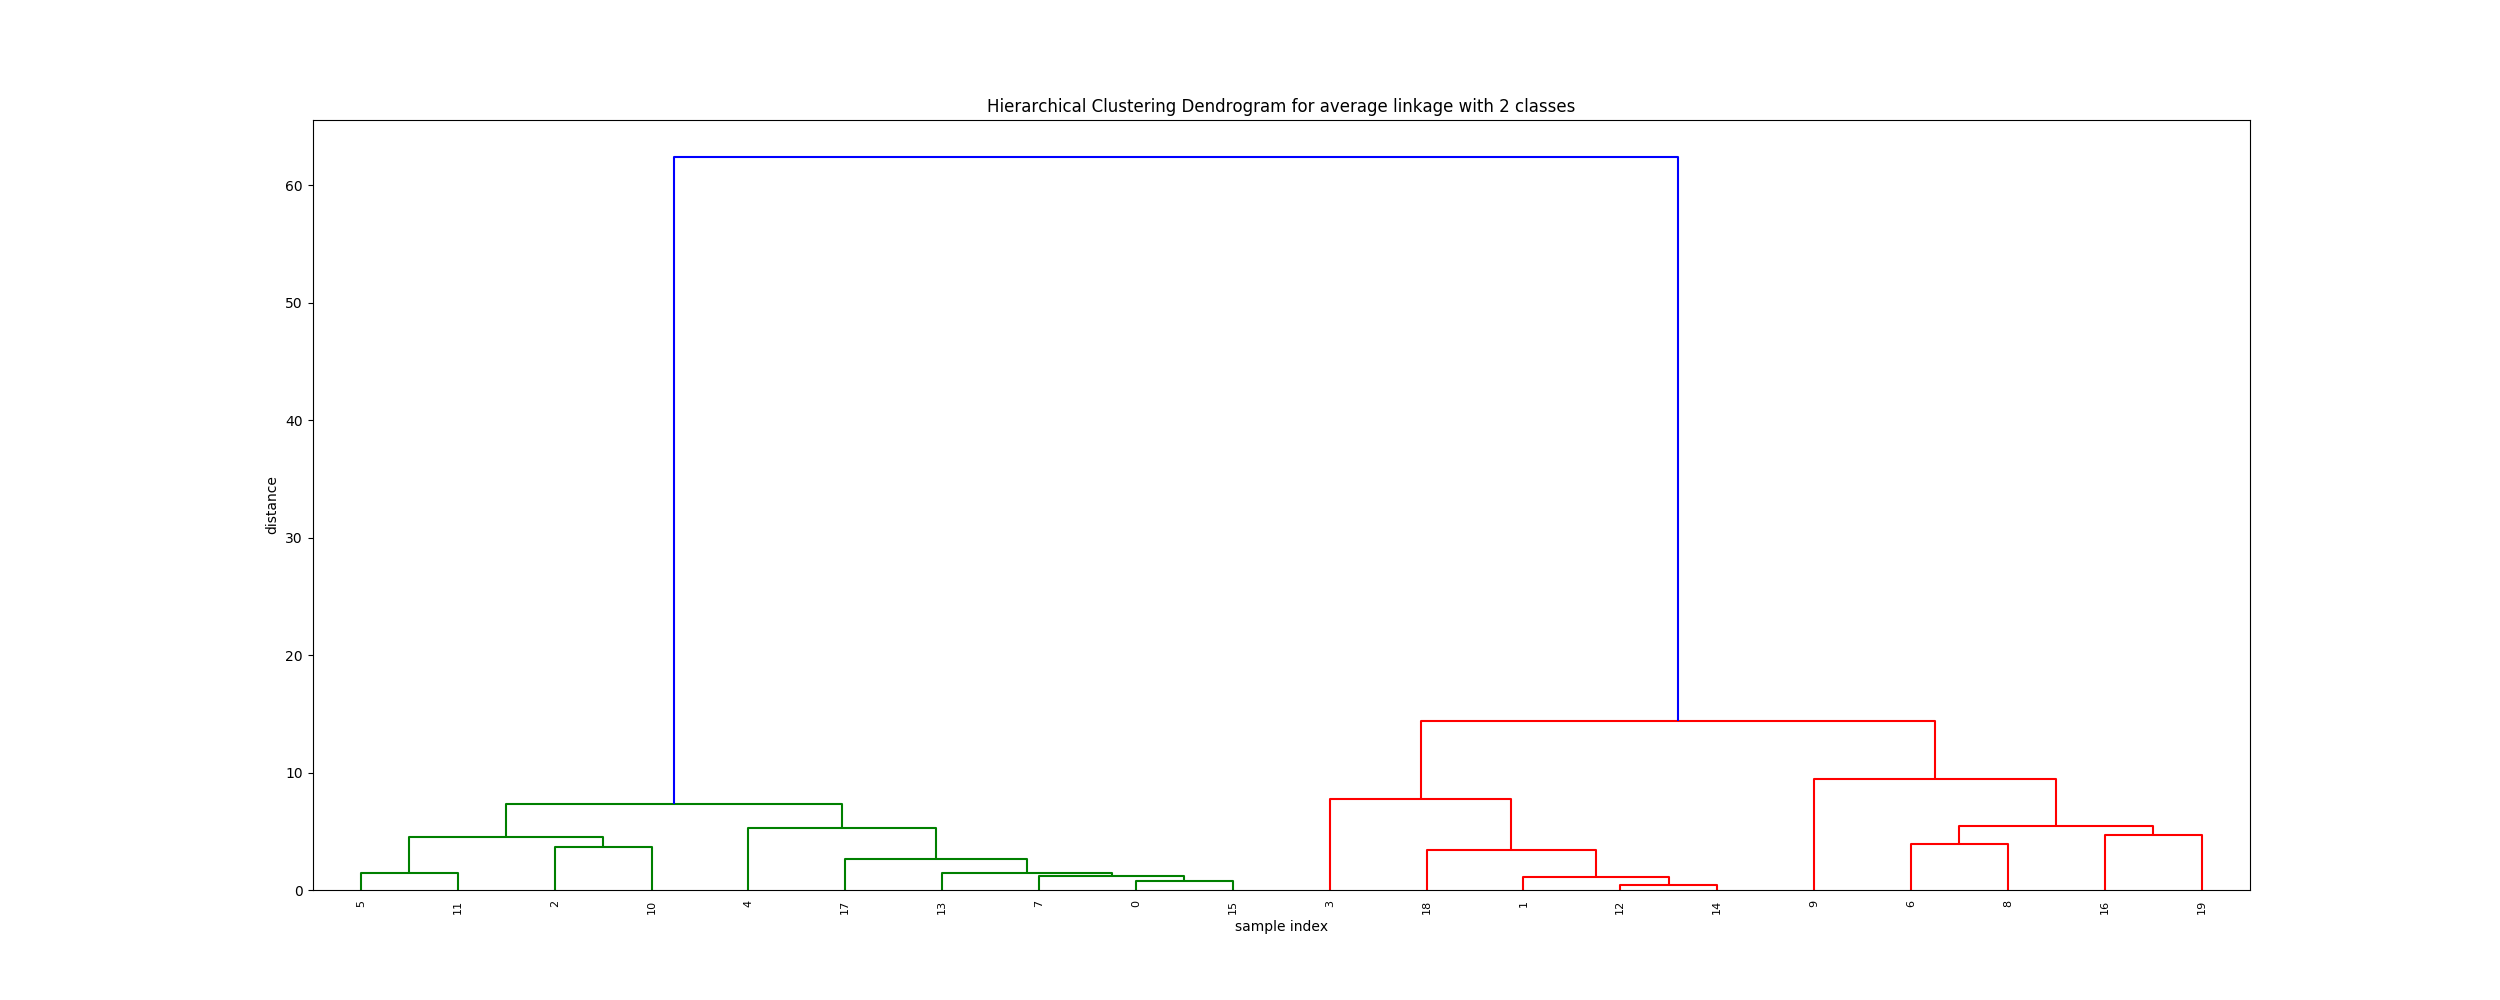 Hierarchical Clustering Dendrogram for average linkage with 2 classes
60
50
40
30
20
10
0
distance
5 11 2 10 4 17 13 7 0 15 3 18 1 12 14 9 6 8 16 19
sample index